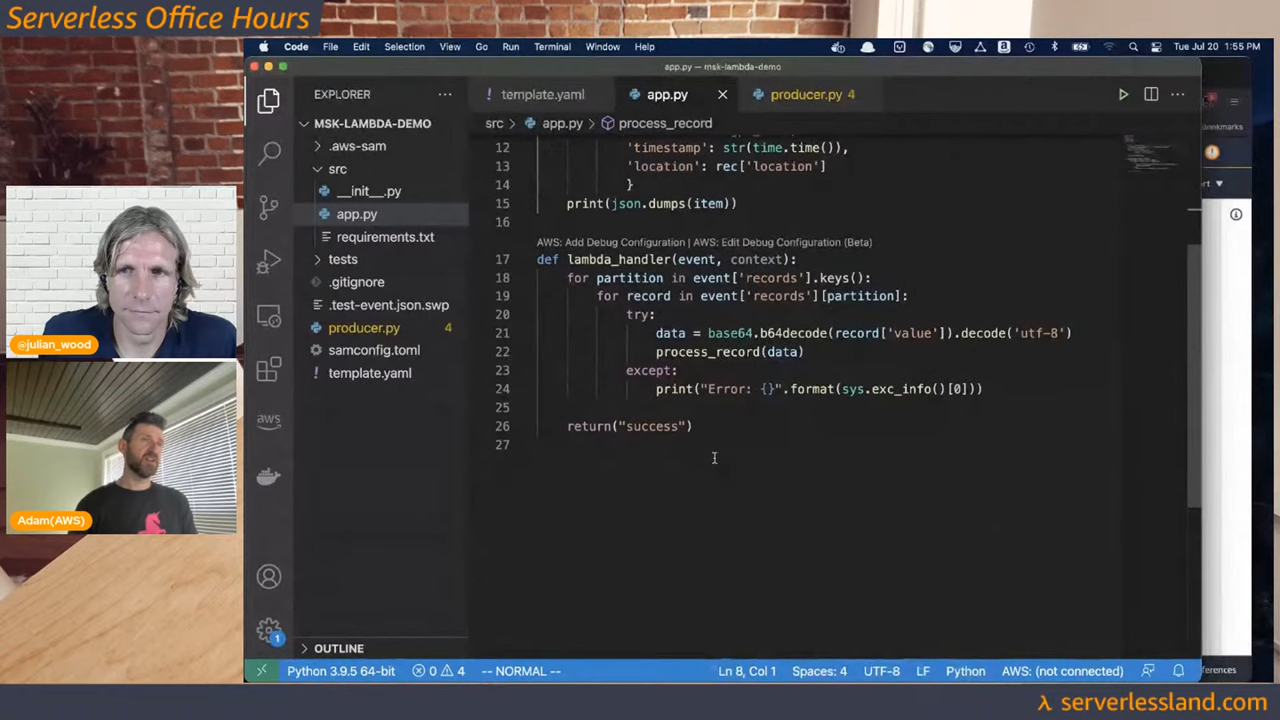 Serverless Office Hours
Code File Edit Selection View Go Run Terminal Window Help
Tue Jul 20 1:55 PM
app.py — msk-lambda-demo
EXPLORER
template.yaml
app.py
producer.py 4
src > app.py > process_record
MSK-LAMBDA-DEMO
.aws-sam
src
__init__.py
app.py
requirements.txt
tests
.gitignore
.test-event.json.swp
producer.py 4
samconfig.toml
template.yaml
OUTLINE
12 'timestamp': str(time.time()),
13 'location': rec['location']
14 }
15 print(json.dumps(item))
16
AWS: Add Debug Configuration | AWS: Edit Debug Configuration (Beta)
17 def lambda_handler(event, context):
18 for partition in event['records'].keys():
19 for record in event['records'][partition]:
20 try:
21 data = base64.b64decode(record['value']).decode('utf-8')
22 process_record(data)
23 except:
24 print("Error: {}".format(sys.exc_info()[0]))
25
26 return("success")
27
@julian_wood
Adam(AWS)
aws
1
Python 3.9.5 64-bit 0 4 -- NORMAL -- Ln 8, Col 1 Spaces: 4 UTF-8 LF Python AWS: (not connected)
λ serverlessland.com